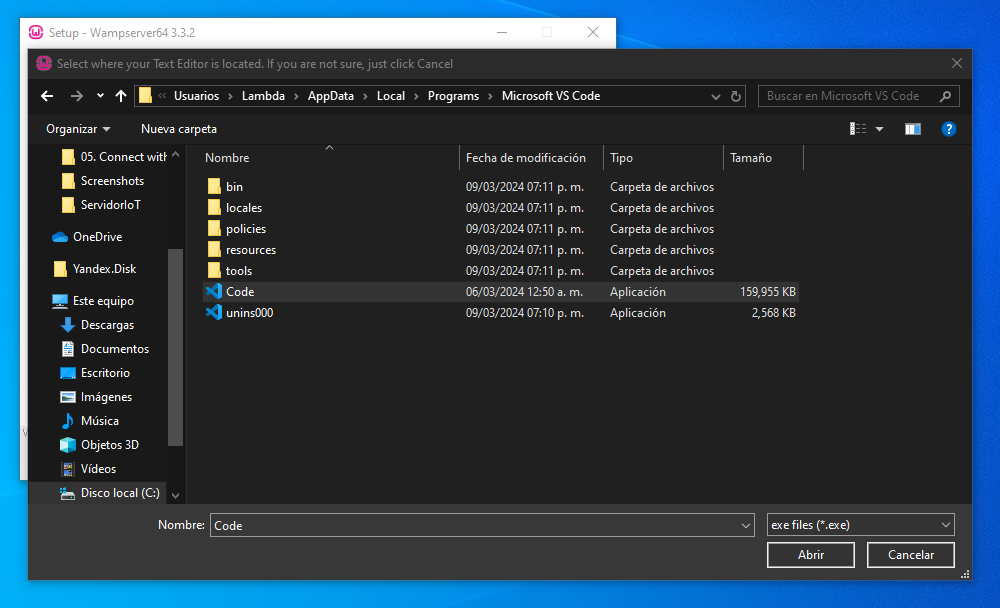 Setup - Wampserver64 3.3.2
Select where your Text Editor is located. If you are not sure, just click Cancel
« Usuarios > Lambda > AppData > Local > Programs > Microsoft VS Code
Buscar en Microsoft VS Code
Organizar
Nueva carpeta
05. Connect with
Screenshots
ServidorIoT
OneDrive
Yandex.Disk
Este equipo
Descargas
Documentos
Escritorio
Imágenes
Música
Objetos 3D
Vídeos
Disco local (C:)
Nombre Fecha de modificación Tipo Tamaño
bin 09/03/2024 07:11 p. m. Carpeta de archivos
locales 09/03/2024 07:11 p. m. Carpeta de archivos
policies 09/03/2024 07:11 p. m. Carpeta de archivos
resources 09/03/2024 07:11 p. m. Carpeta de archivos
tools 09/03/2024 07:11 p. m. Carpeta de archivos
Code 06/03/2024 12:50 a. m. Aplicación 159,955 KB
unins000 09/03/2024 07:10 p. m. Aplicación 2,568 KB
Nombre: Code
exe files (*.exe)
Abrir
Cancelar